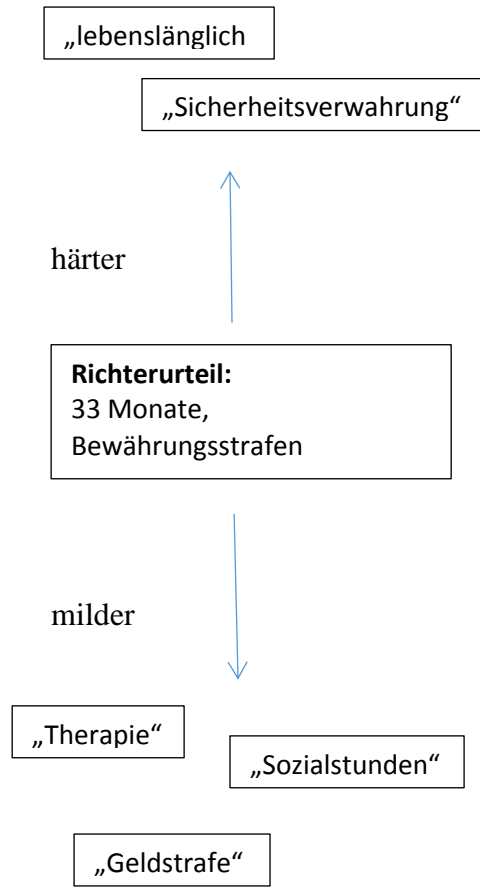 „lebenslänglich
„Sicherheitsverwahrung“
härter
Richterurteil:
33 Monate,
Bewährungsstrafen
milder
„Therapie“
„Sozialstunden“
„Geldstrafe“